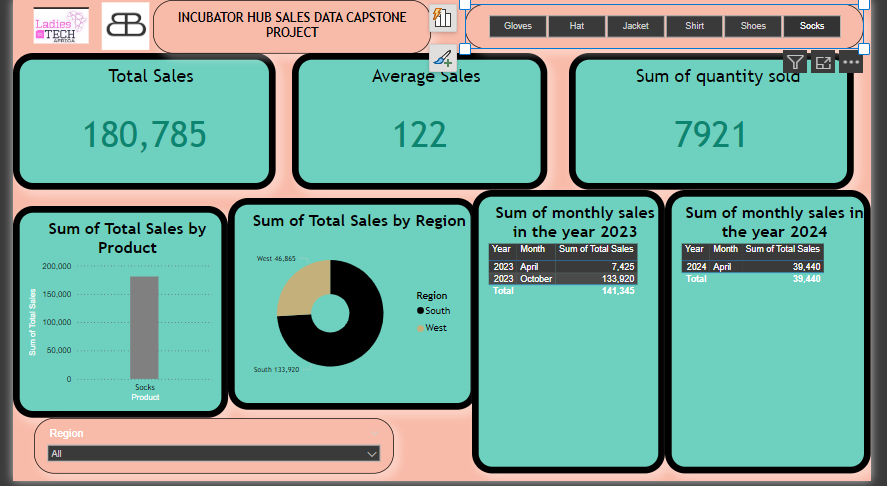 Ladies
in TECH
AFRICA
INCUBATOR HUB SALES DATA CAPSTONE
PROJECT
Gloves
Hat
Jacket
Shirt
Shoes
Socks
Total Sales
180,785
Average Sales
122
Sum of quantity sold
7921
Sum of Total Sales by
Product
Sum of Total Sales
200,000
150,000
100,000
50,000
0
Socks
Product
Sum of Total Sales by Region
West 46,865
South 133,920
Region
South
West
Sum of monthly sales
in the year 2023
Year Month Sum of Total Sales
2023 April 7,425
2023 October 133,920
Total 141,345
Sum of monthly sales in
the year 2024
Year Month Sum of Total Sales
2024 April 39,440
Total 39,440
Region
All